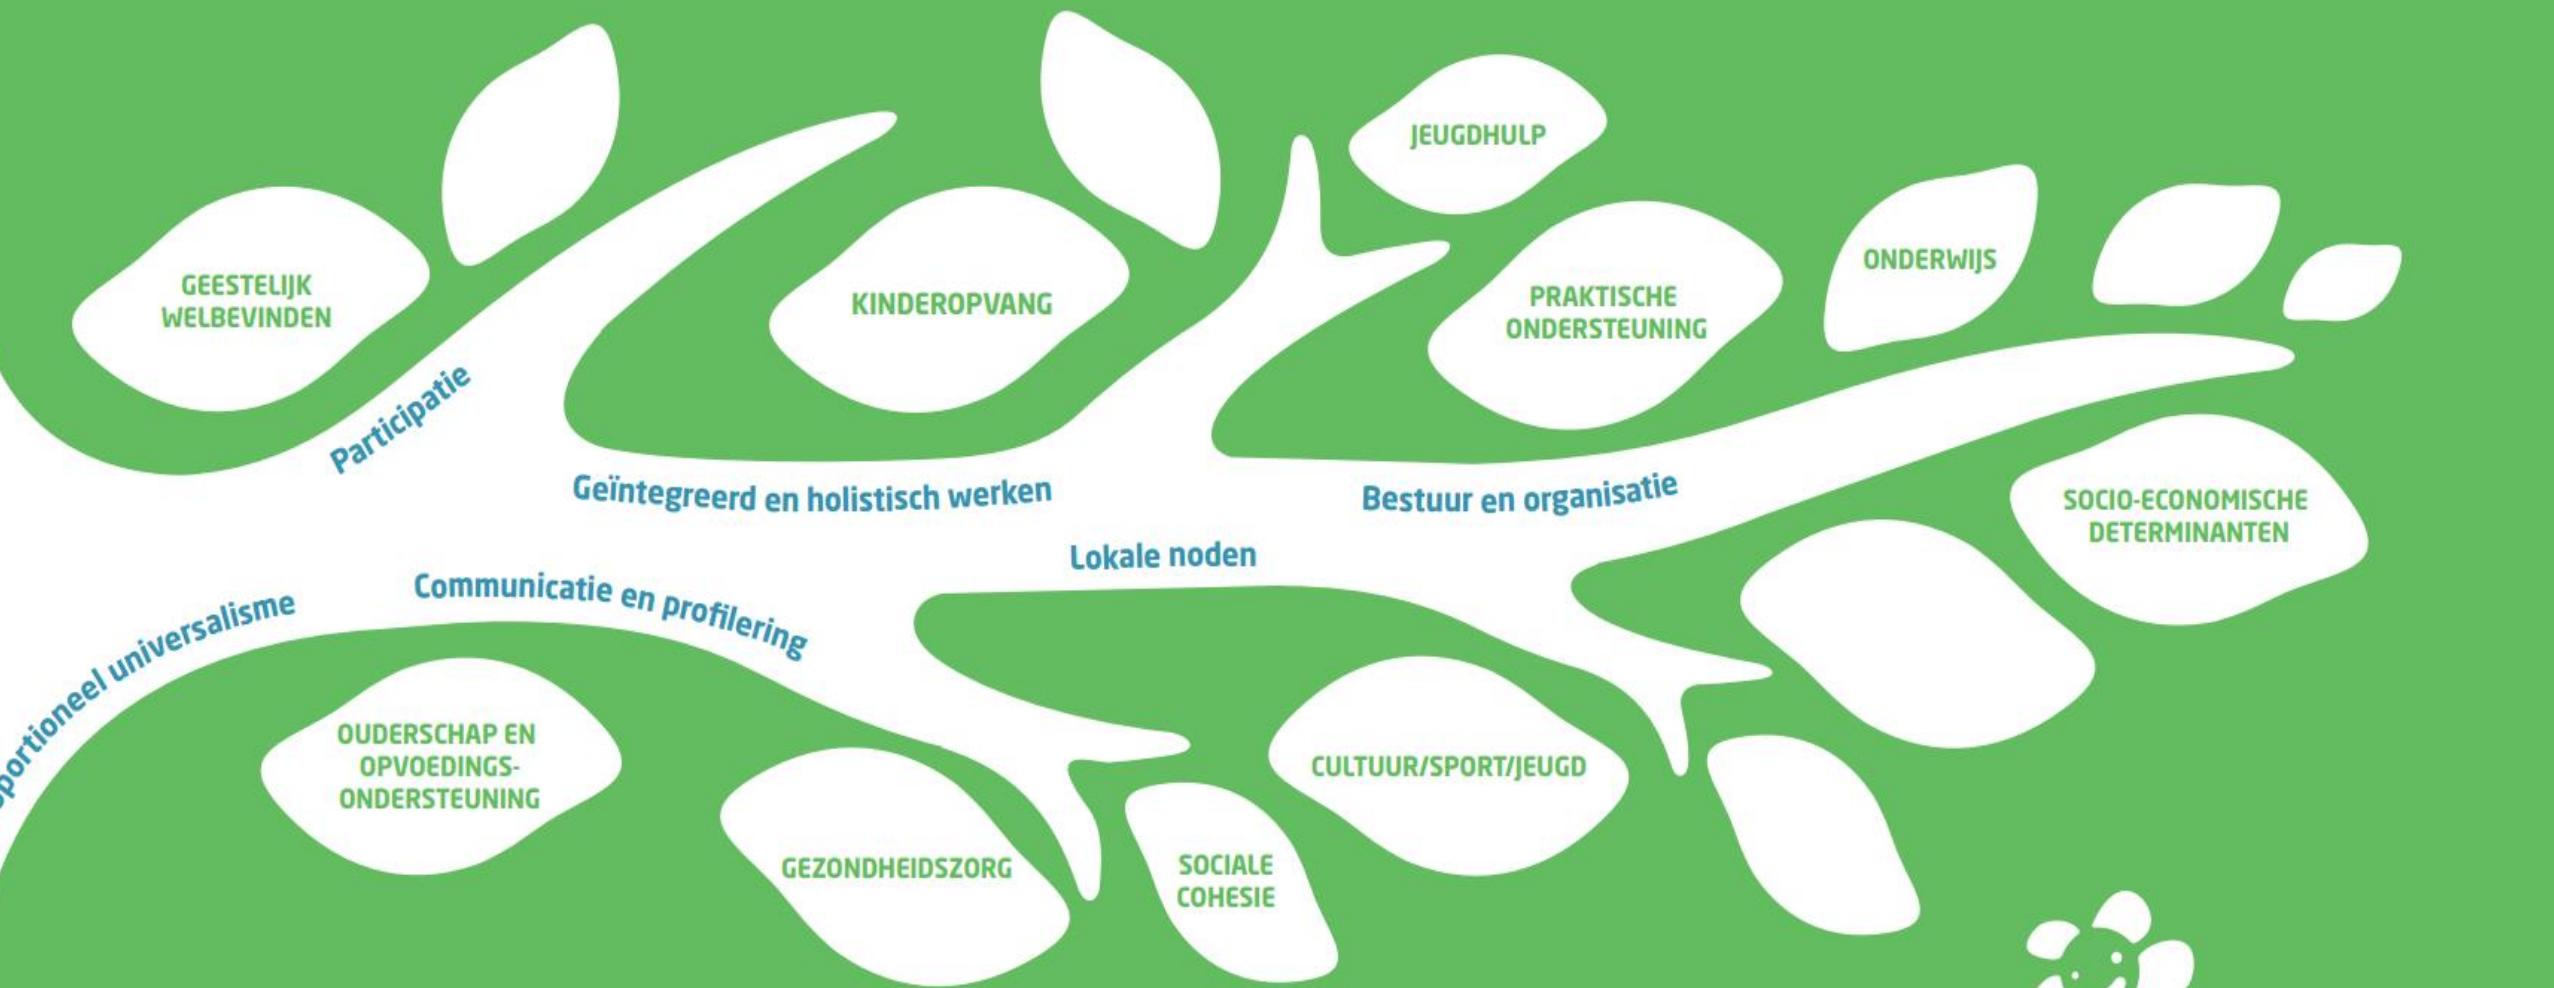 JEUGDHULP
GEESTELIJK
WELBEVINDEN
KINDEROPVANG
PRAKTISCHE
ONDERSTEUNING
ONDERWIJS
Participatie
Geïntegreerd en holistisch werken
Bestuur en organisatie
SOCIO-ECONOMISCHE
DETERMINANTEN
Lokale noden
Communicatie en profilering
portioneel universalisme
OUDERSCHAP EN
OPVOEDINGS-
ONDERSTEUNING
GEZONDHEIDSZORG
SOCIALE
COHESIE
CULTUUR/SPORT/JEUGD